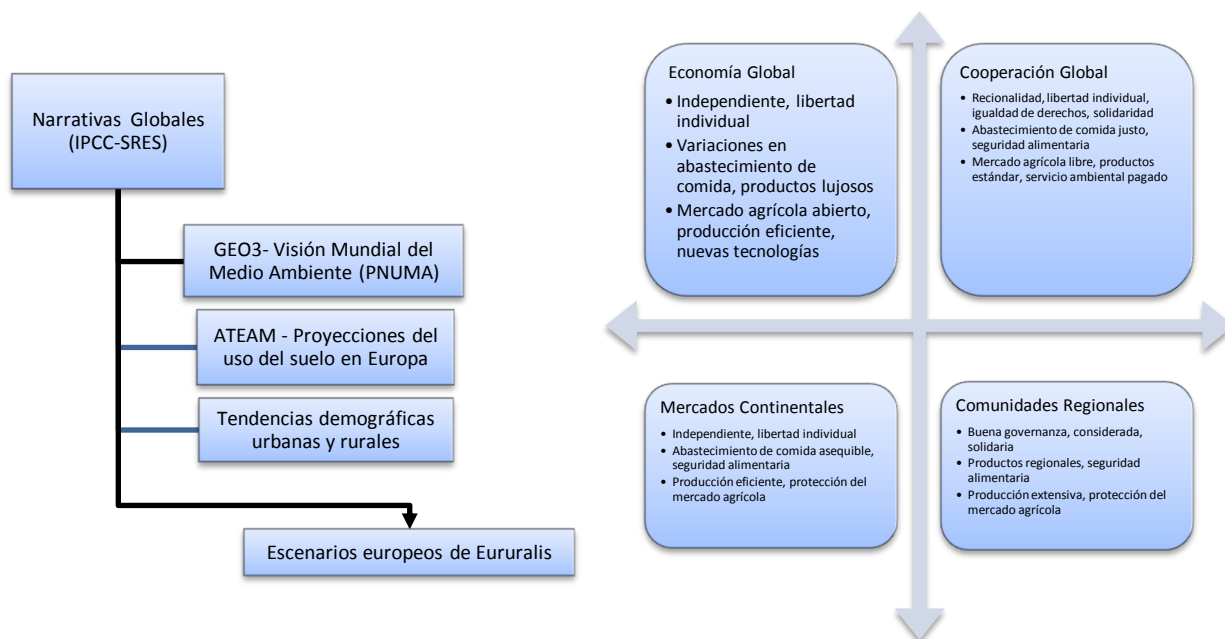 Narrativas Globales
(IPCC-SRES)
GEO3- Visión Mundial del
Medio Ambiente (PNUMA)
ATEAM - Proyecciones del
uso del suelo en Europa
Tendencias demográficas
urbanas y rurales
Escenarios europeos de Eururalis
Economía Global
• Independiente, libertad
individual
• Variaciones en
abastecimiento de
comida, productos lujosos
• Mercado agrícola abierto,
producción eficiente,
nuevas tecnologías
Cooperación Global
• Recionalidad, libertad individual,
igualdad de derechos, solidaridad
• Abastecimiento de comida justo,
seguridad alimentaria
• Mercado agrícola libre, productos
estándar, servicio ambiental pagado
Mercados Continentales
• Independiente, libertad individual
• Abastecimiento de comida asequible,
seguridad alimentaria
• Producción eficiente, protección del
mercado agrícola
Comunidades Regionales
• Buena governanza, considerada,
solidaria
• Productos regionales, seguridad
alimentaria
• Producción extensiva, protección del
mercado agrícola